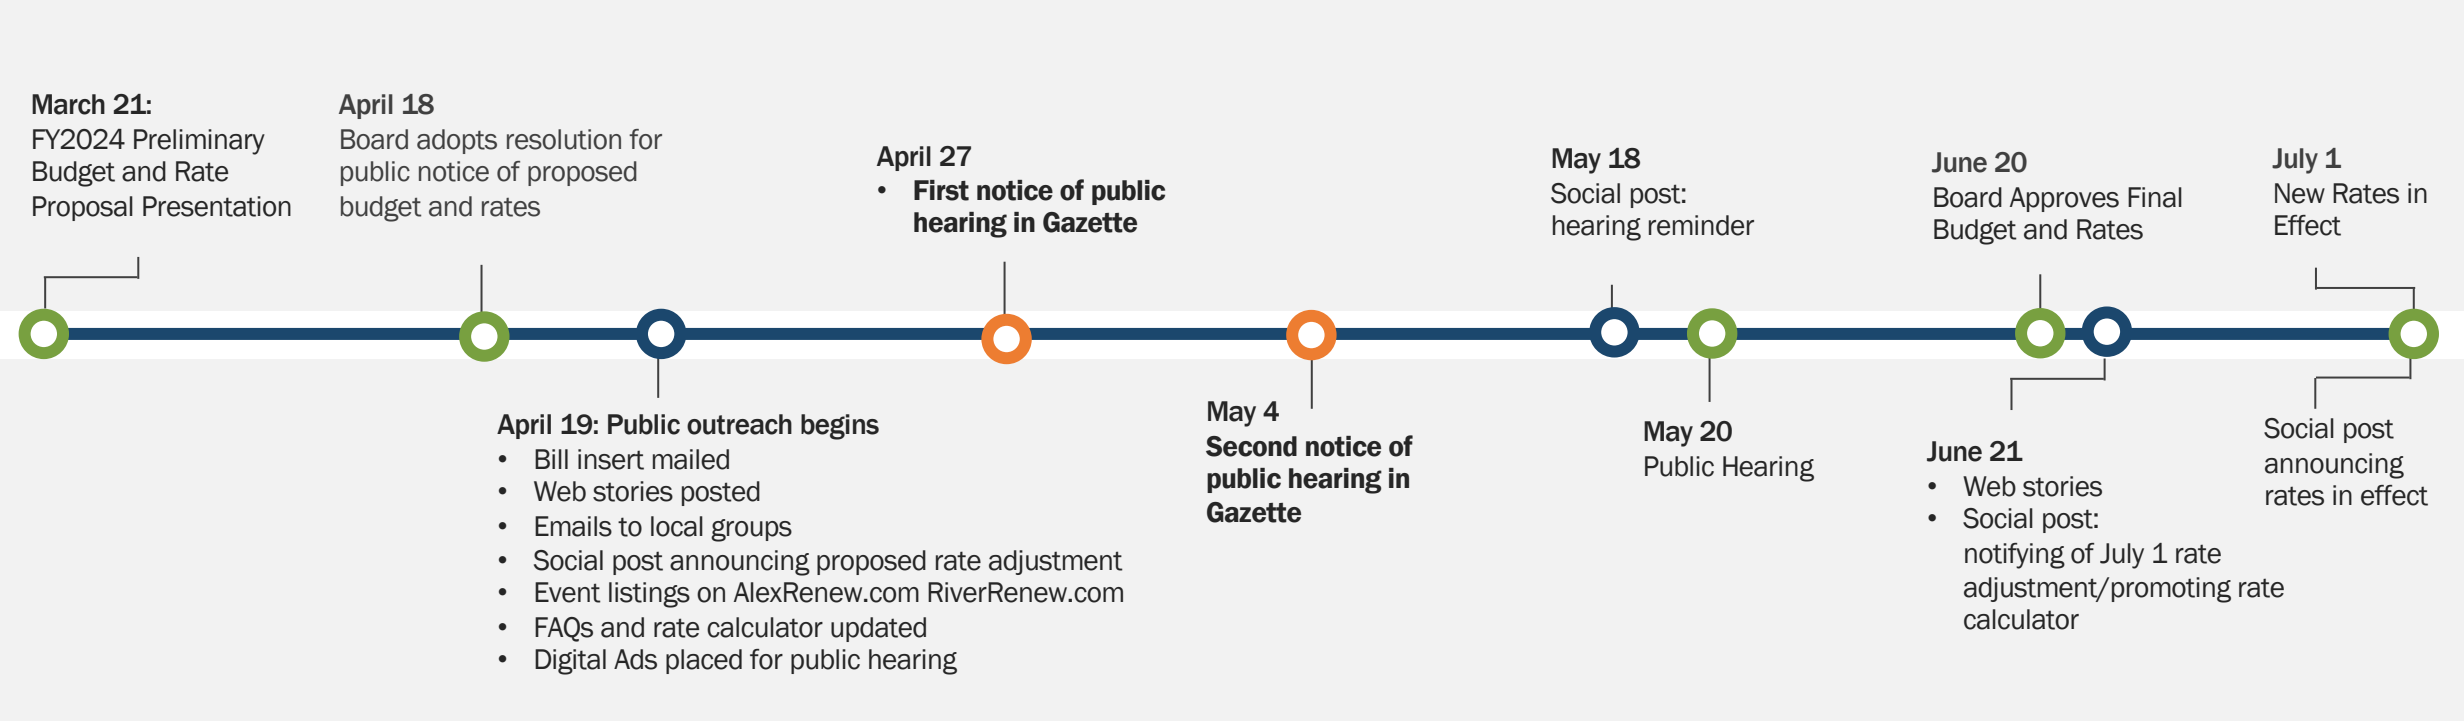 March 21:
FY2024 Preliminary
Budget and Rate
Proposal Presentation
April 18
Board adopts resolution for
public notice of proposed
budget and rates
April 19: Public outreach begins
• Bill insert mailed
• Web stories posted
• Emails to local groups
• Social post announcing proposed rate adjustment
• Event listings on AlexRenew.com RiverRenew.com
• FAQs and rate calculator updated
• Digital Ads placed for public hearing
April 27
• First notice of public
hearing in Gazette
May 4
Second notice of
public hearing in
Gazette
May 18
Social post:
hearing reminder
May 20
Public Hearing
June 20
Board Approves Final
Budget and Rates
June 21
• Web stories
• Social post:
notifying of July 1 rate
adjustment/promoting rate
calculator
July 1
New Rates in
Effect
Social post
announcing
rates in effect